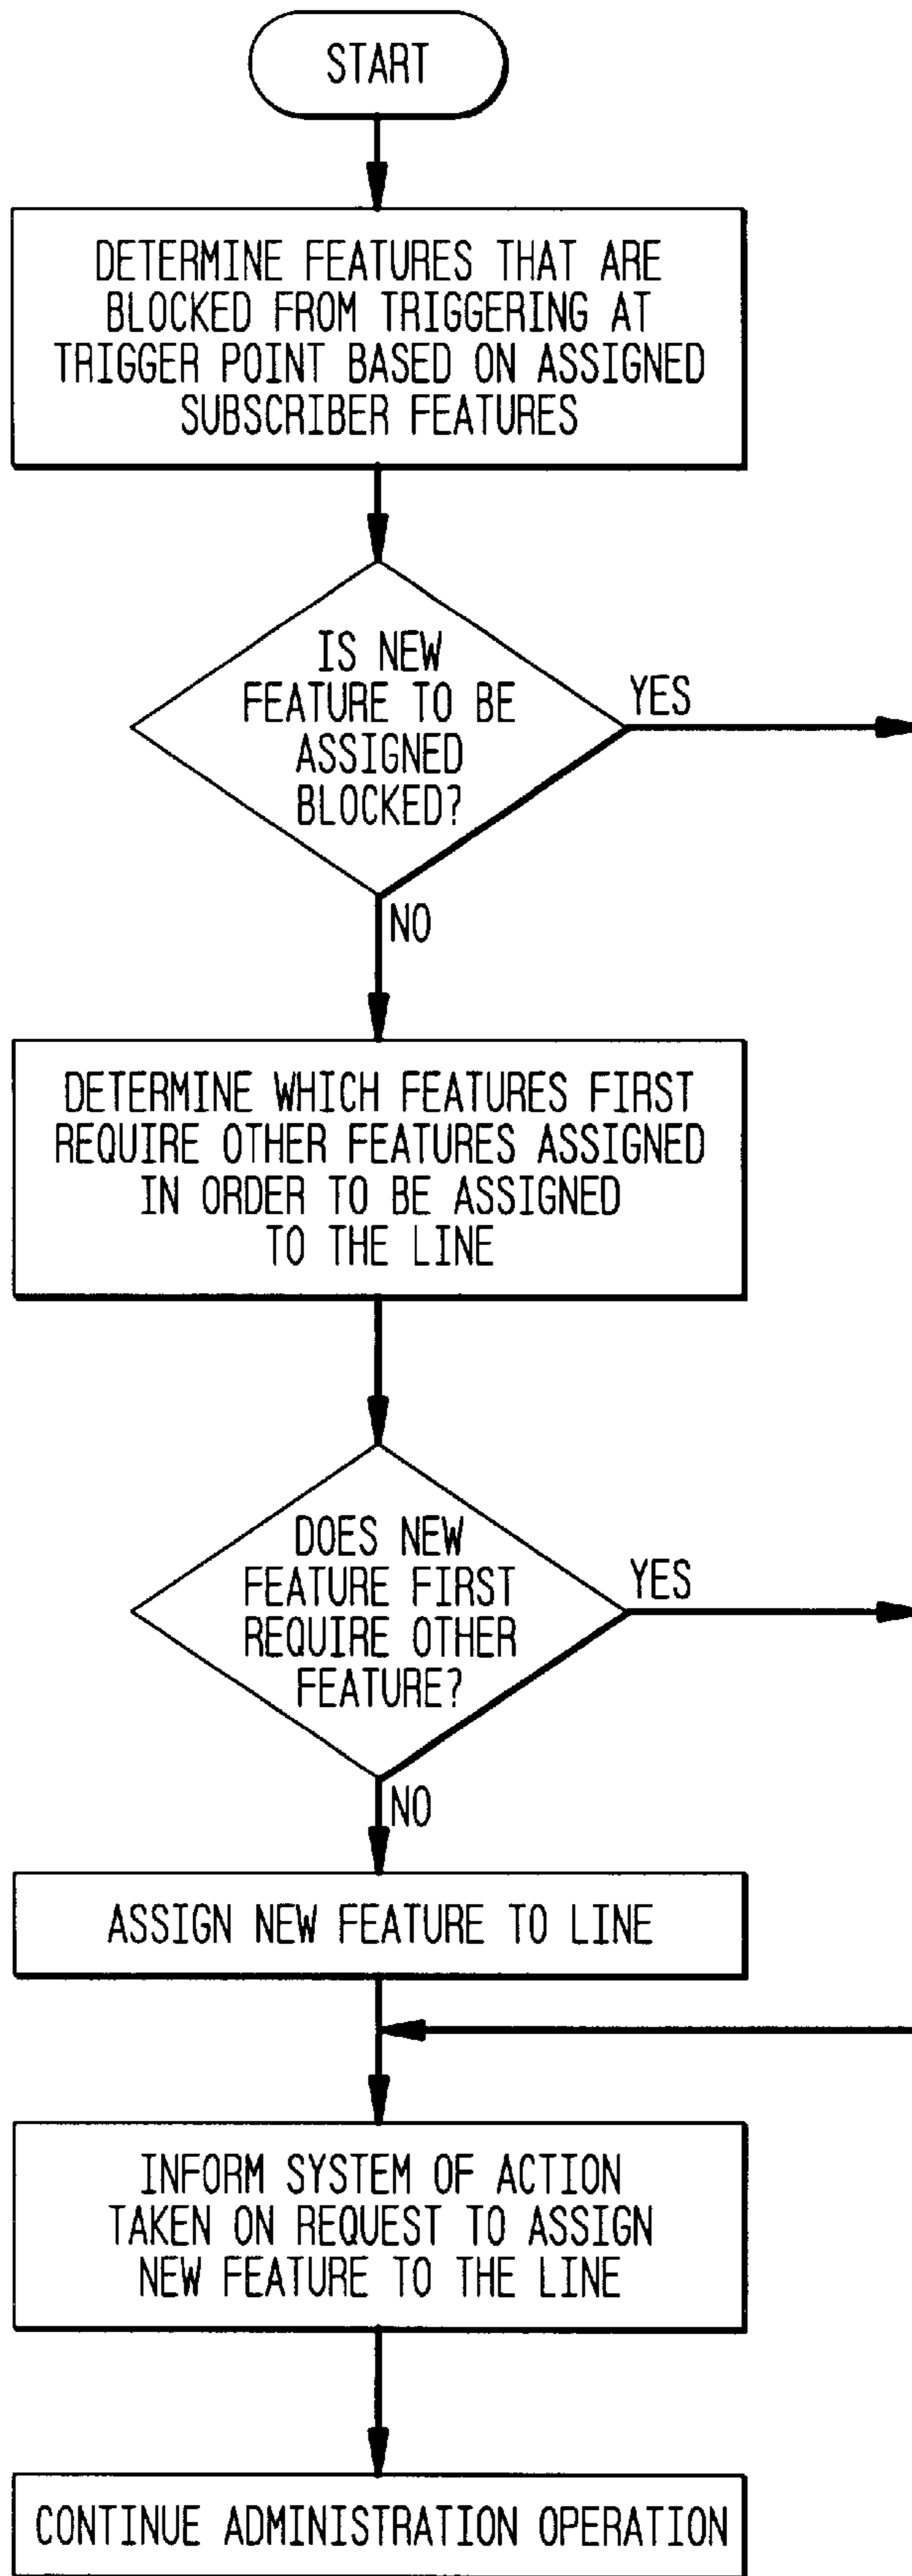 START
DETERMINE FEATURES THAT ARE
BLOCKED FROM TRIGGERING AT
TRIGGER POINT BASED ON ASSIGNED
SUBSCRIBER FEATURES
IS NEW
FEATURE TO BE
ASSIGNED
BLOCKED?
YES
NO
DETERMINE WHICH FEATURES FIRST
REQUIRE OTHER FEATURES ASSIGNED
IN ORDER TO BE ASSIGNED
TO THE LINE
DOES NEW
FEATURE FIRST
REQUIRE OTHER
FEATURE?
YES
NO
ASSIGN NEW FEATURE TO LINE
INFORM SYSTEM OF ACTION
TAKEN ON REQUEST TO ASSIGN
NEW FEATURE TO THE LINE
CONTINUE ADMINISTRATION OPERATION